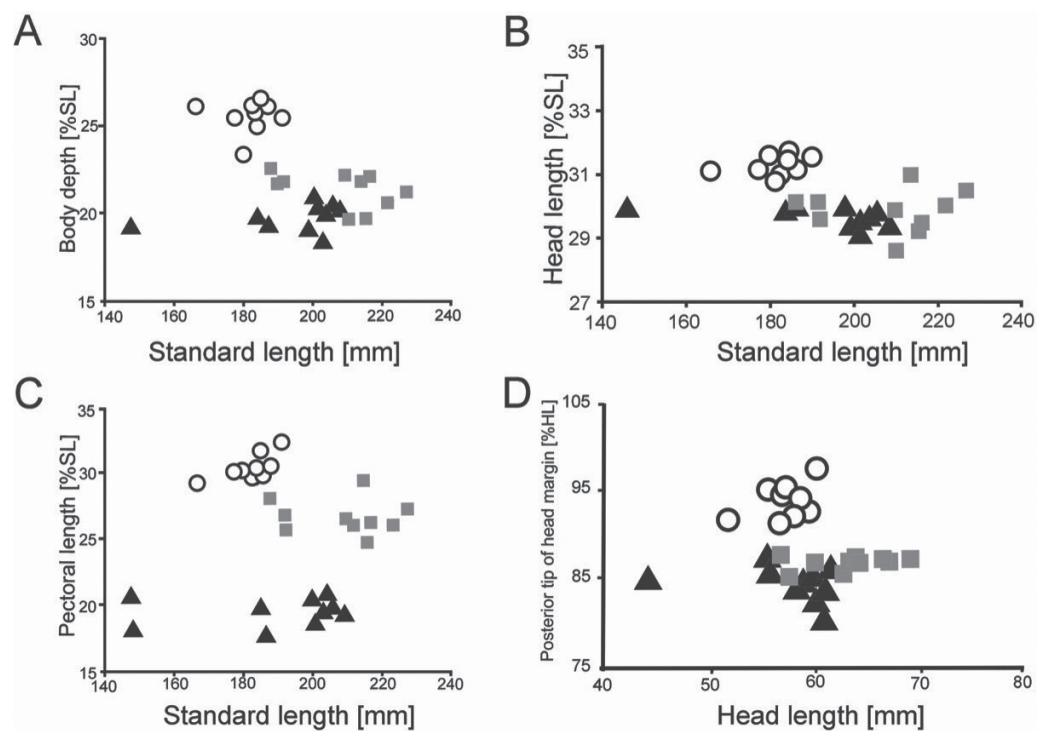 A
Body depth [%SL]
30
25
20
15
140 160 180 200 220 240
Standard length [mm]
B
Head length [%SL]
35
33
31
29
27
140 160 180 200 220 240
Standard length [mm]
C
Pectoral length [%SL]
35
30
25
20
15
140 160 180 200 220 240
Standard length [mm]
D
Posterior tip of head margin [%HL]
105
95
85
75
40 50 60 70 80
Head length [mm]